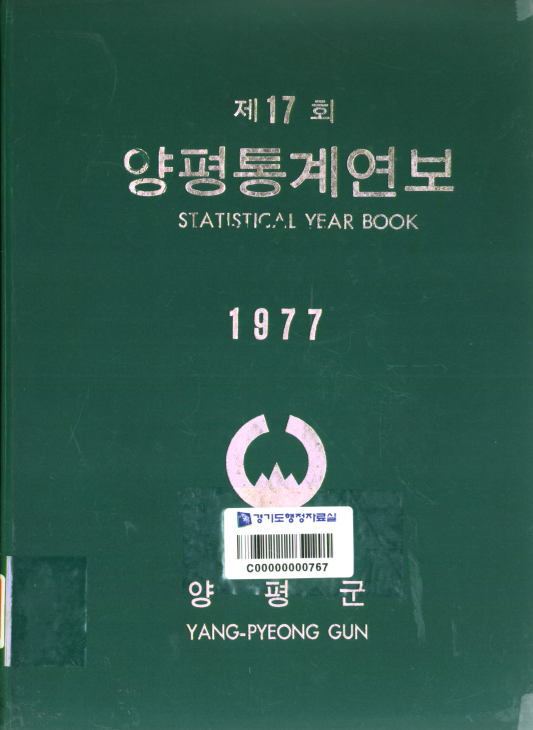 제17회
양평통계연보
STATISTICAL YEAR BOOK
1977
경기도행정자료실
C00000000767
양 평 군
YANG-PYEONG GUN